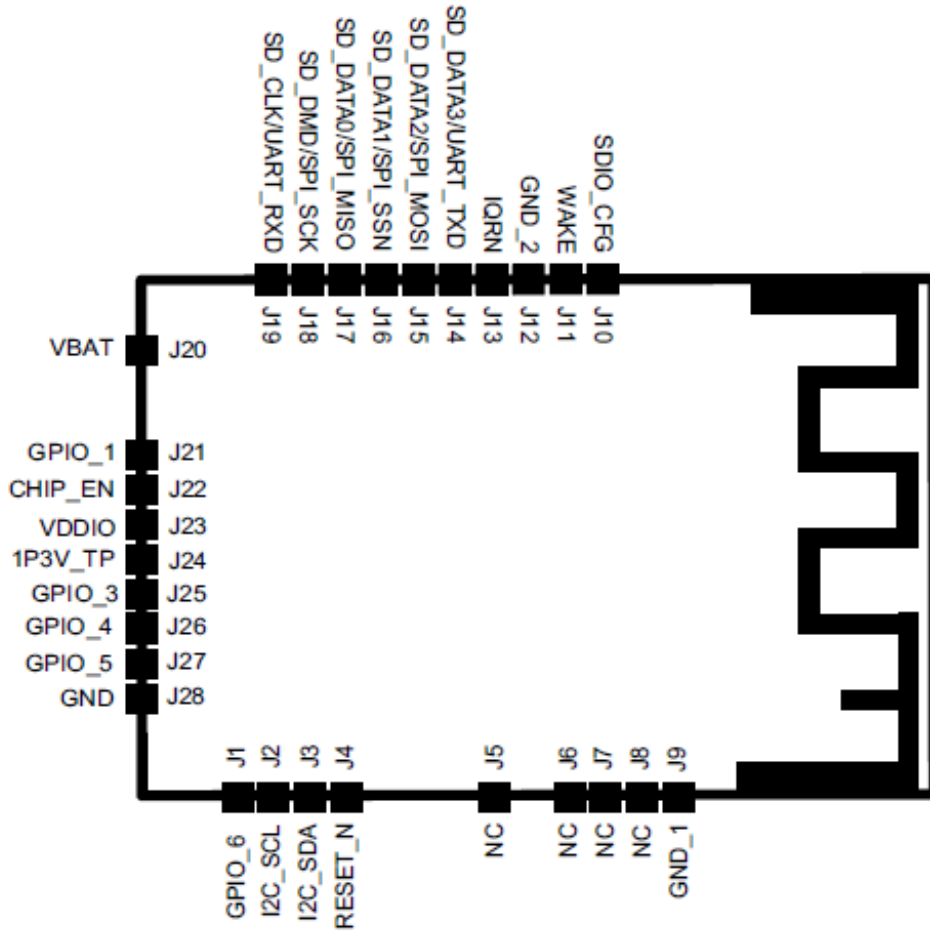 SD_CLK/UART_RXD
SD_DMD/SPI_SCK
SD_DATA0/SPI_MISO
SD_DATA1/SPI_SSN
SD_DATA2/SPI_MOSI
SD_DATA3/UART_TXD
IQRN
GND_2
WAKE
SDIO_CFG
J19
J18
J17
J16
J15
J14
J13
J12
J11
J10
VBAT J20
GPIO_1 J21
CHIP_EN J22
VDDIO J23
1P3V_TP J24
GPIO_3 J25
GPIO_4 J26
GPIO_5 J27
GND J28
J1
J2
J3
J4
J5
J6
J7
J8
J9
GPIO_6
I2C_SCL
I2C_SDA
RESET_N
NC
NC
NC
NC
GND_1